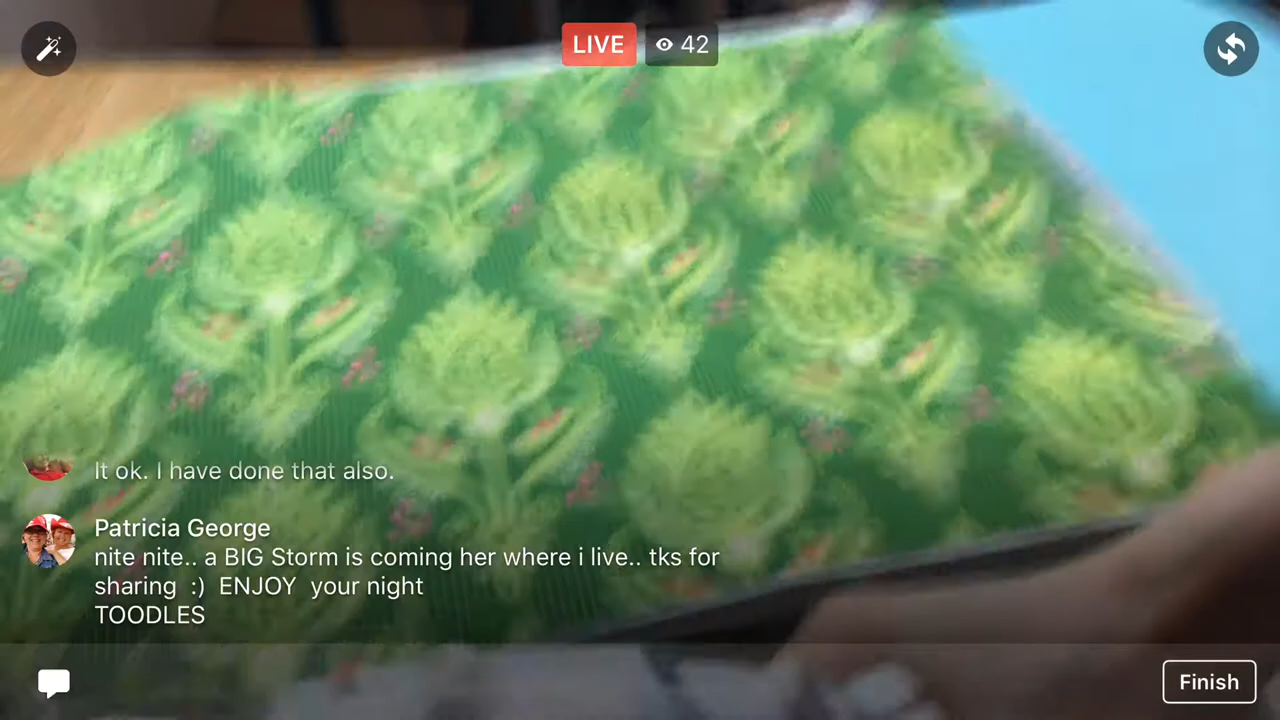 LIVE
42
It ok. I have done that also.
Patricia George
nite nite.. a BIG Storm is coming her where i live.. tks for
sharing :) ENJOY your night
TOODLES
Finish